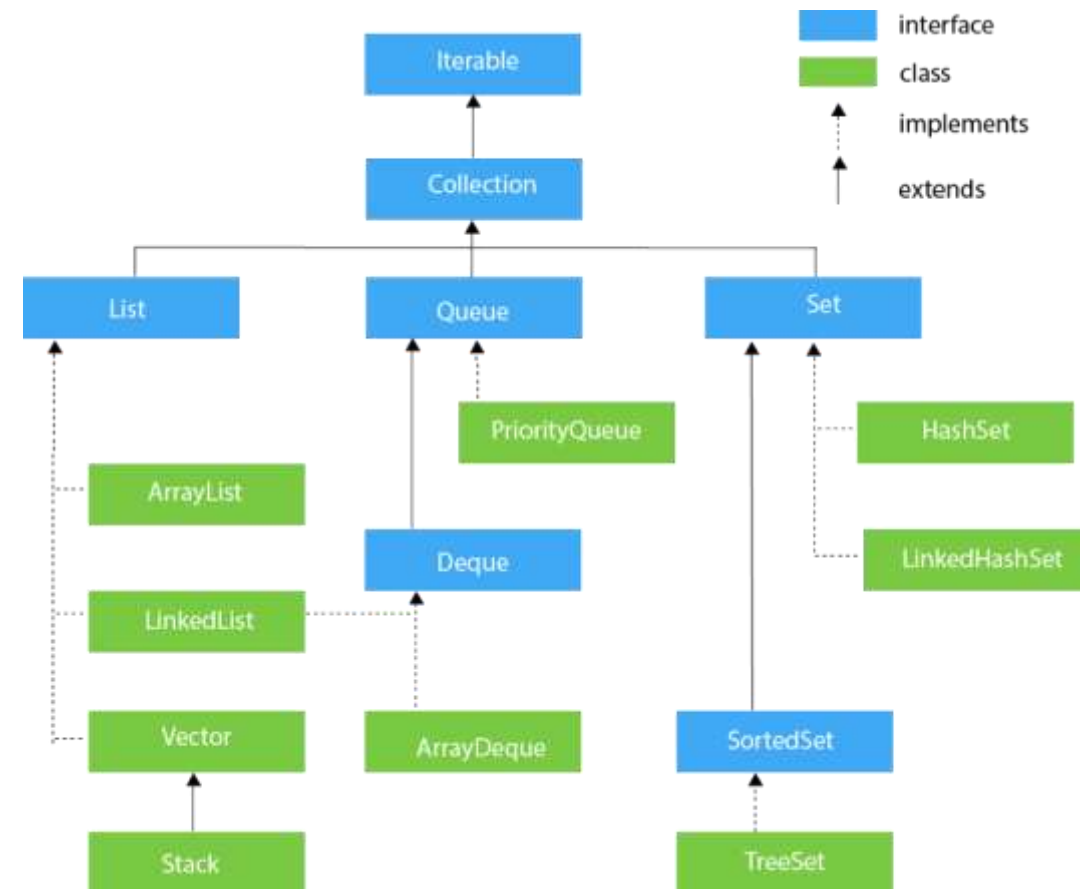 interface
Iterable
class
implements
Collection
extends
List
Queue
Set
PriorityQueue
HashSet
ArrayList
Deque
LinkedHashSet
LinkedList
Vector
ArrayDeque
SortedSet
Stack
TreeSet